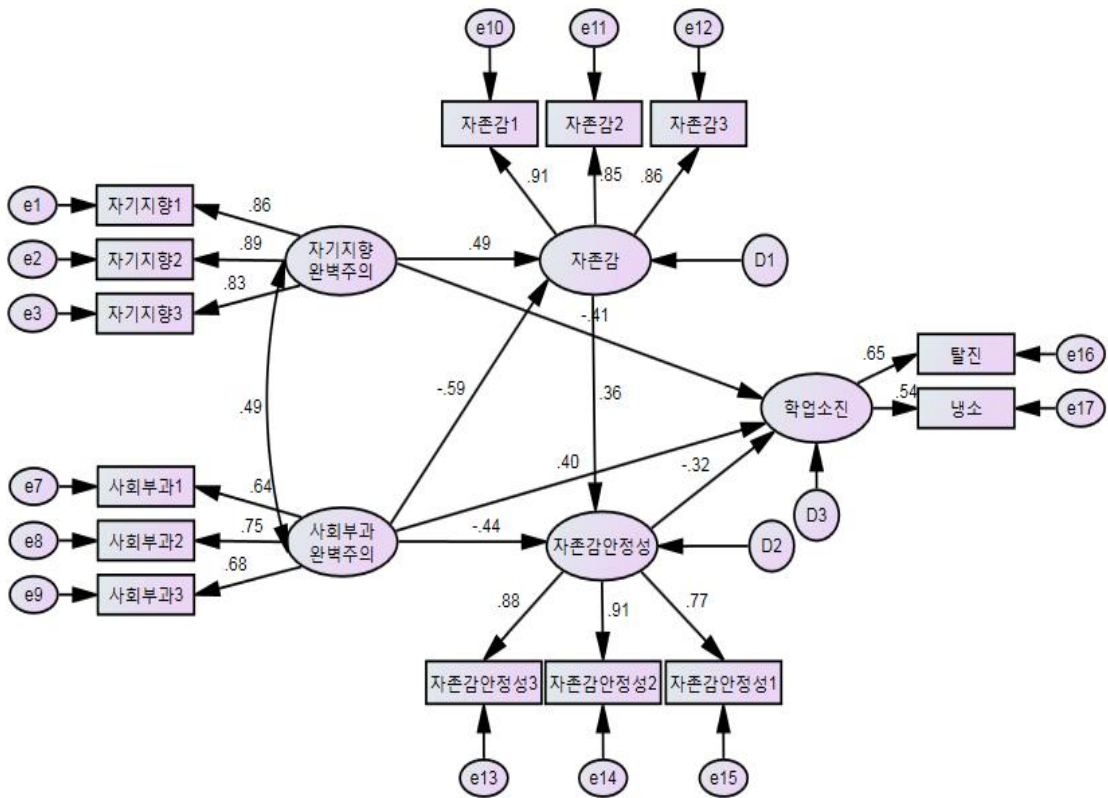 e10
e11
e12
자존감1
자존감2
자존감3
.91
.85
.86
e1
자기지향1
.86
e2
자기지향2
.89
e3
자기지향3
.83
자기지향
완벽주의
.49
자존감
D1
-.41
.49
-.59
.36
.65
탈진
e16
학업소진
.54
냉소
e17
.40
-.32
D3
e7
사회부과1
.64
e8
사회부과2
.75
e9
사회부과3
.68
사회부과
완벽주의
-.44
자존감안정성
D2
.88
.91
.77
자존감안정성3
자존감안정성2
자존감안정성1
e13
e14
e15